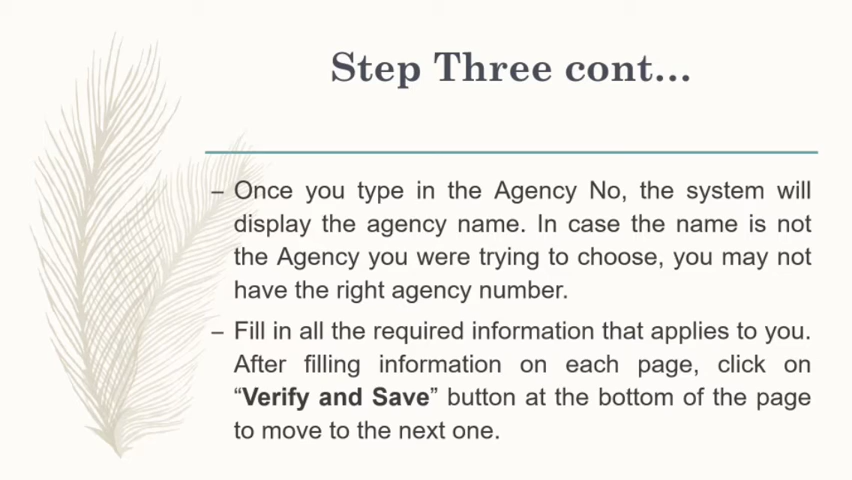 Step Three cont...
– Once you type in the Agency No, the system will
display the agency name. In case the name is not
the Agency you were trying to choose, you may not
have the right agency number.
– Fill in all the required information that applies to you.
After filling information on each page, click on
“Verify and Save” button at the bottom of the page
to move to the next one.